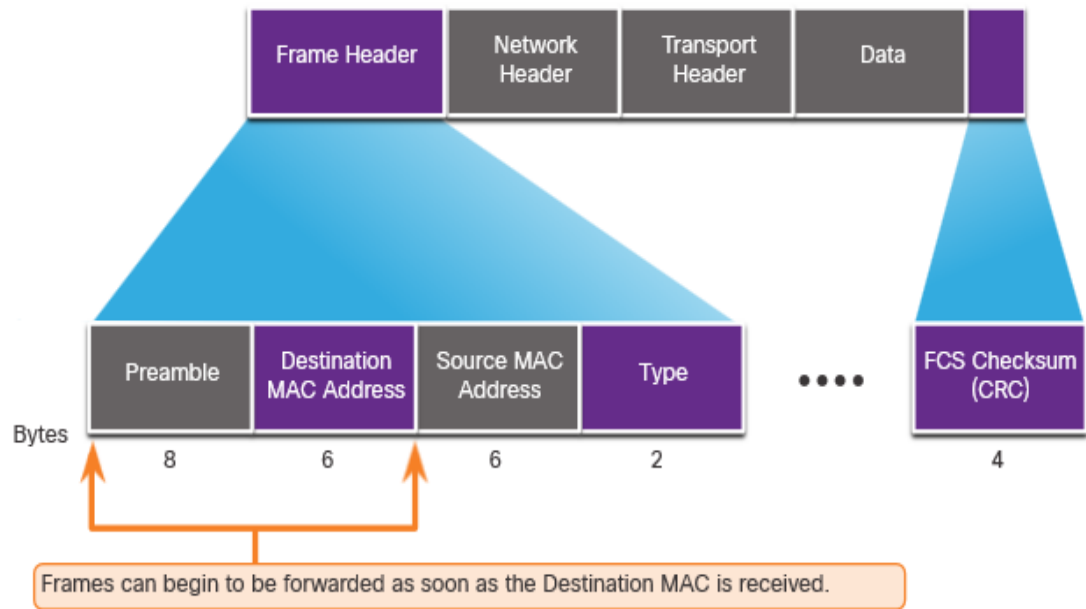 Frame Header
Network
Header
Transport
Header
Data
Preamble
Destination
MAC Address
Source MAC
Address
Type
FCS Checksum
(CRC)
Bytes
8
6
6
2
4
Frames can begin to be forwarded as soon as the Destination MAC is received.